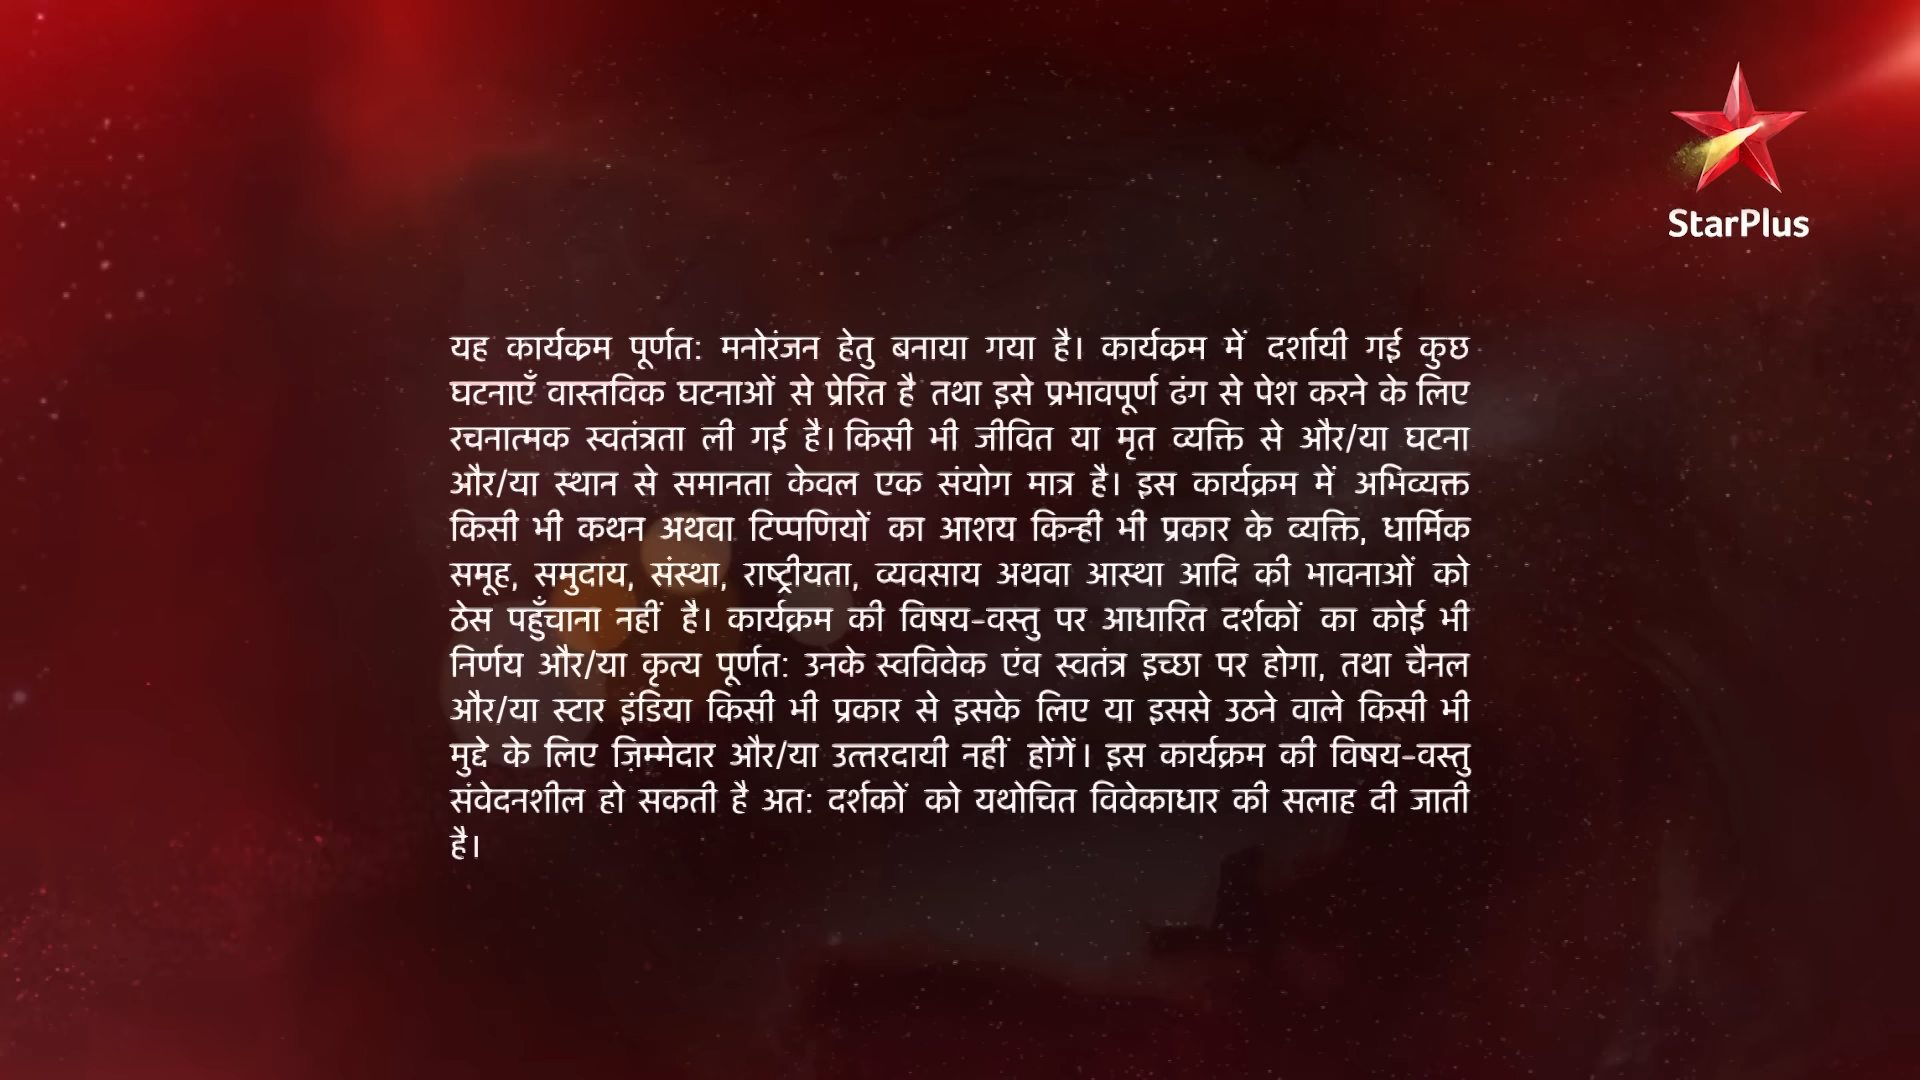 StarPlus
यह कार्यक्रम पूर्णत: मनोरंजन हेतु बनाया गया है। कार्यक्रम में दर्शायी गई कुछ
घटनाएँ वास्तविक घटनाओं से प्रेरित है तथा इसे प्रभावपूर्ण ढंग से पेश करने के लिए
रचनात्मक स्वतंत्रता ली गई है। किसी भी जीवित या मृत व्यक्ति से और/या घटना
और/या स्थान से समानता केवल एक संयोग मात्र है। इस कार्यक्रम में अभिव्यक्त
किसी भी कथन अथवा टिप्पणियों का आशय किन्ही भी प्रकार के व्यक्ति, धार्मिक
समूह, समुदाय, संस्था, राष्ट्रीयता, व्यवसाय अथवा आस्था आदि की भावनाओं को
ठेस पहुँचाना नहीं है। कार्यक्रम की विषय-वस्तु पर आधारित दर्शकों का कोई भी
निर्णय और/या कृत्य पूर्णत: उनके स्वविवेक एंव स्वतंत्र इच्छा पर होगा, तथा चैनल
और/या स्टार इंडिया किसी भी प्रकार से इसके लिए या इससे उठने वाले किसी भी
मुद्दे के लिए ज़िम्मेदार और/या उत्तरदायी नहीं होंगें। इस कार्यक्रम की विषय-वस्तु
संवेदनशील हो सकती है अत: दर्शकों को यथोचित विवेकाधार की सलाह दी जाती
है।